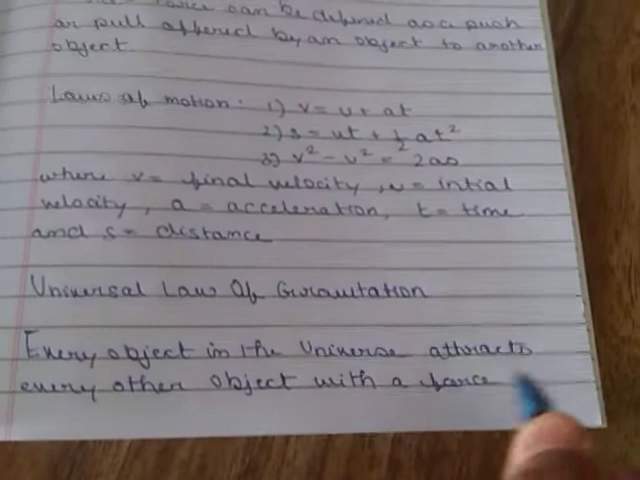 force can be defined as a push
or pull offered by an object to another
object
Laws of motion: 1) v = u + at
2) s = ut + 1/2 at²
3) v² - u² = 2as
where v = final velocity, u = intial
velocity, a = acceleration, t = time
and s = distance
Universal Law Of Gravitation
Every object in the Universe attracts
every other object with a force